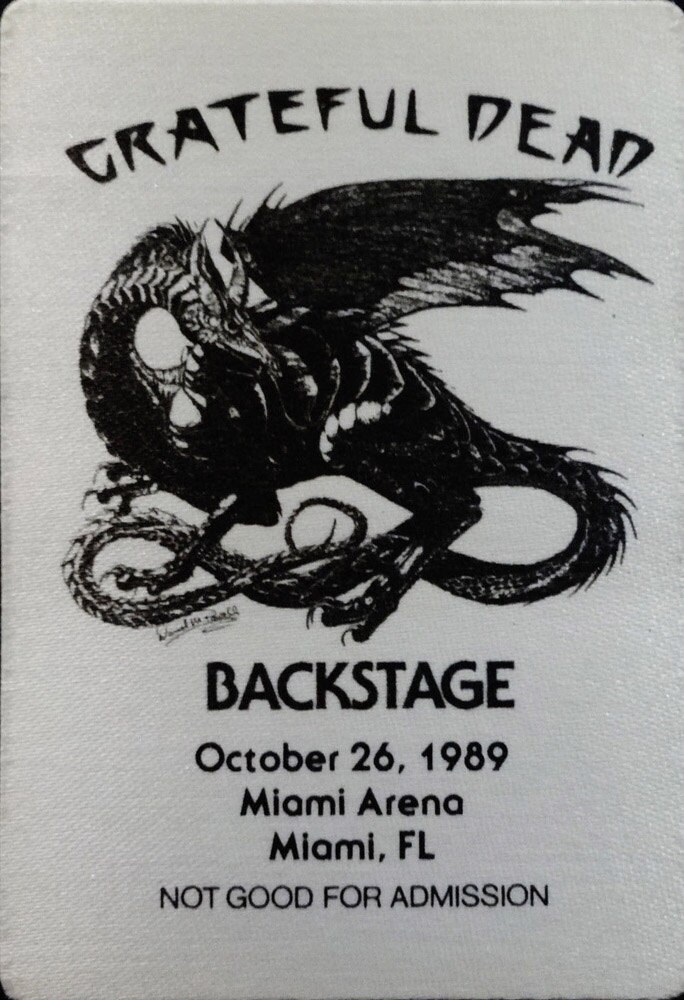 GRATEFUL DEAD
BACKSTAGE
October 26, 1989
Miami Arena
Miami, FL
NOT GOOD FOR ADMISSION